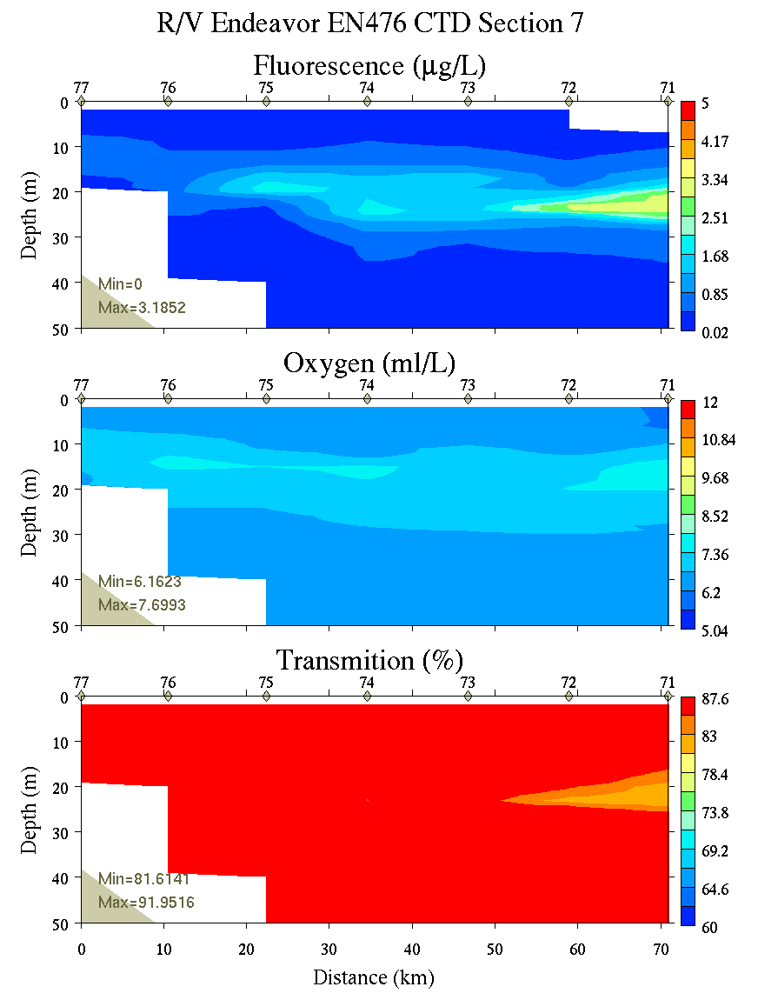 R/V Endeavor EN476 CTD Section 7
Fluorescence (µg/L)
77 76 75 74 73 72 71
0
10
20
30
40
50
Depth (m)
Min=0
Max=3.1852
5
4.17
3.34
2.51
1.68
0.85
0.02
Oxygen (ml/L)
77 76 75 74 73 72 71
0
10
20
30
40
50
Depth (m)
Min=6.1623
Max=7.6993
12
10.84
9.68
8.52
7.36
6.2
5.04
Transmition (%)
77 76 75 74 73 72 71
0
10
20
30
40
50
Depth (m)
Min=81.6141
Max=91.9516
87.6
83
78.4
73.8
69.2
64.6
60
0 10 20 30 40 50 60 70
Distance (km)